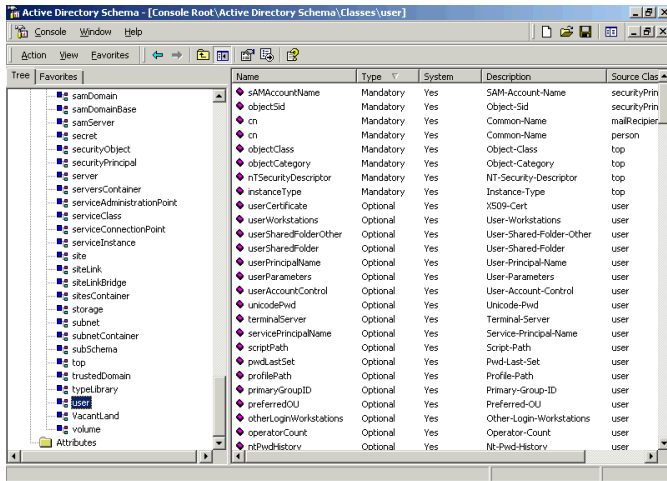 Active Directory Schema - [Console Root\Active Directory Schema\Classes\user]
Console Window Help
Action View Favorites
Tree Favorites
samDomain
samDomainBase
samServer
secret
securityObject
securityPrincipal
server
serversContainer
serviceAdministrationPoint
serviceClass
serviceConnectionPoint
serviceInstance
site
siteLink
siteLinkBridge
sitesContainer
storage
subnet
subnetContainer
subSchema
top
trustedDomain
typeLibrary
user
VacantLand
volume
Attributes
Name Type System Description Source Clas
sAMAccountName Mandatory Yes SAM-Account-Name securityPrin
objectSid Mandatory Yes Object-Sid securityPrin
cn Mandatory Yes Common-Name mailRecipier
cn Mandatory Yes Common-Name person
objectClass Mandatory Yes Object-Class top
objectCategory Mandatory Yes Object-Category top
nTSecurityDescriptor Mandatory Yes NT-Security-Descriptor top
instanceType Mandatory Yes Instance-Type top
userCertificate Optional Yes X509-Cert user
userWorkstations Optional Yes User-Workstations user
userSharedFolderOther Optional Yes User-Shared-Folder-Other user
userSharedFolder Optional Yes User-Shared-Folder user
userPrincipalName Optional Yes User-Principal-Name user
userParameters Optional Yes User-Parameters user
userAccountControl Optional Yes User-Account-Control user
unicodePwd Optional Yes Unicode-Pwd user
terminalServer Optional Yes Terminal-Server user
servicePrincipalName Optional Yes Service-Principal-Name user
scriptPath Optional Yes Script-Path user
pwdLastSet Optional Yes Pwd-Last-Set user
profilePath Optional Yes Profile-Path user
primaryGroupID Optional Yes Primary-Group-ID user
preferredOU Optional Yes Preferred-OU user
otherLoginWorkstations Optional Yes Other-Login-Workstations user
operatorCount Optional Yes Operator-Count user
ntPwdHistory Optional Yes Nt-Pwd-History user